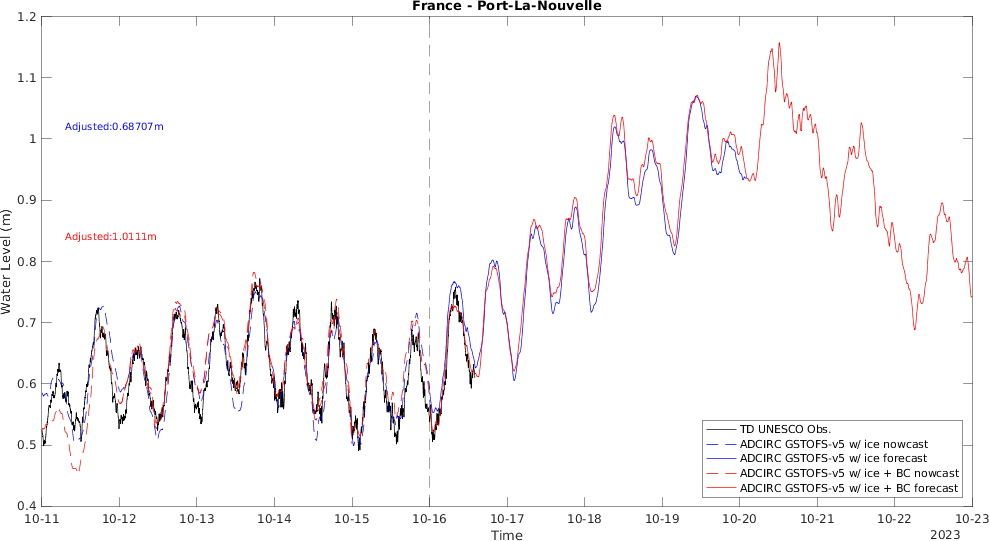 France - Port-La-Nouvelle
1.2
1.1
1
0.9
0.8
0.7
0.6
0.5
0.4
Water Level (m)
Adjusted:0.68707m
Adjusted:1.0111m
TD UNESCO Obs.
ADCIRC GSTOFS-v5 w/ ice nowcast
ADCIRC GSTOFS-v5 w/ ice forecast
ADCIRC GSTOFS-v5 w/ ice + BC nowcast
ADCIRC GSTOFS-v5 w/ ice + BC forecast
10-11 10-12 10-13 10-14 10-15 10-16 10-17 10-18 10-19 10-20 10-21 10-22 10-23
Time
2023